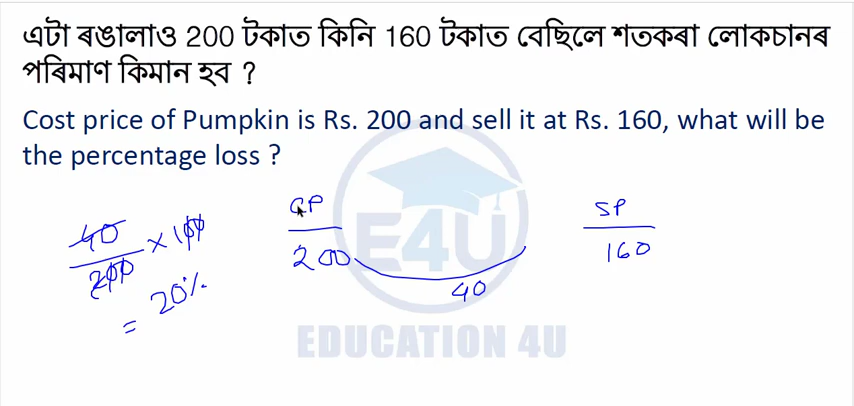 এটা ৰঙালাও 200 টকাত কিনি 160 টকাত বেছিলে শতকৰা লোকচানৰ
পৰিমাণ কিমান হব ?
Cost price of Pumpkin is Rs. 200 and sell it at Rs. 160, what will be
the percentage loss ?
CP SP
40/200 × 100 200 160
= 20% 40
E4U
EDUCATION 4U